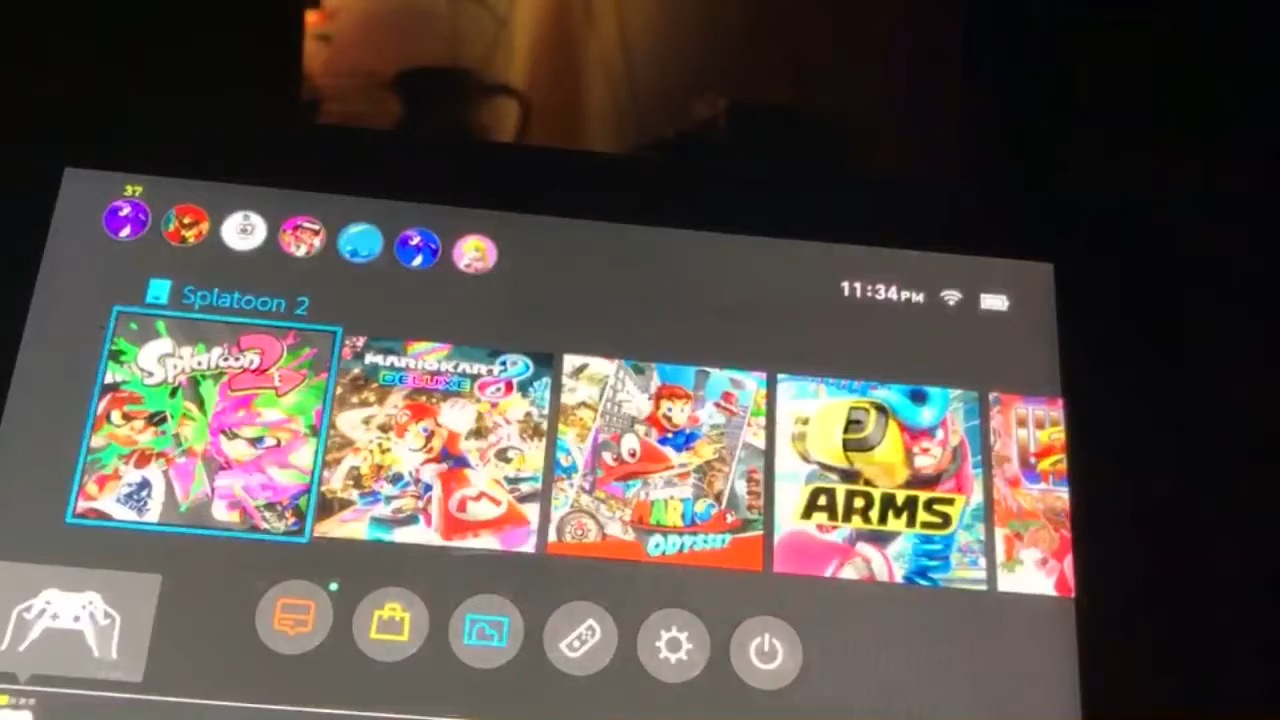 37
Splatoon 2
11:34PM
Splatoon 2
MARIOKART 8
DELUXE
MARIO
ODYSSEY
ARMS